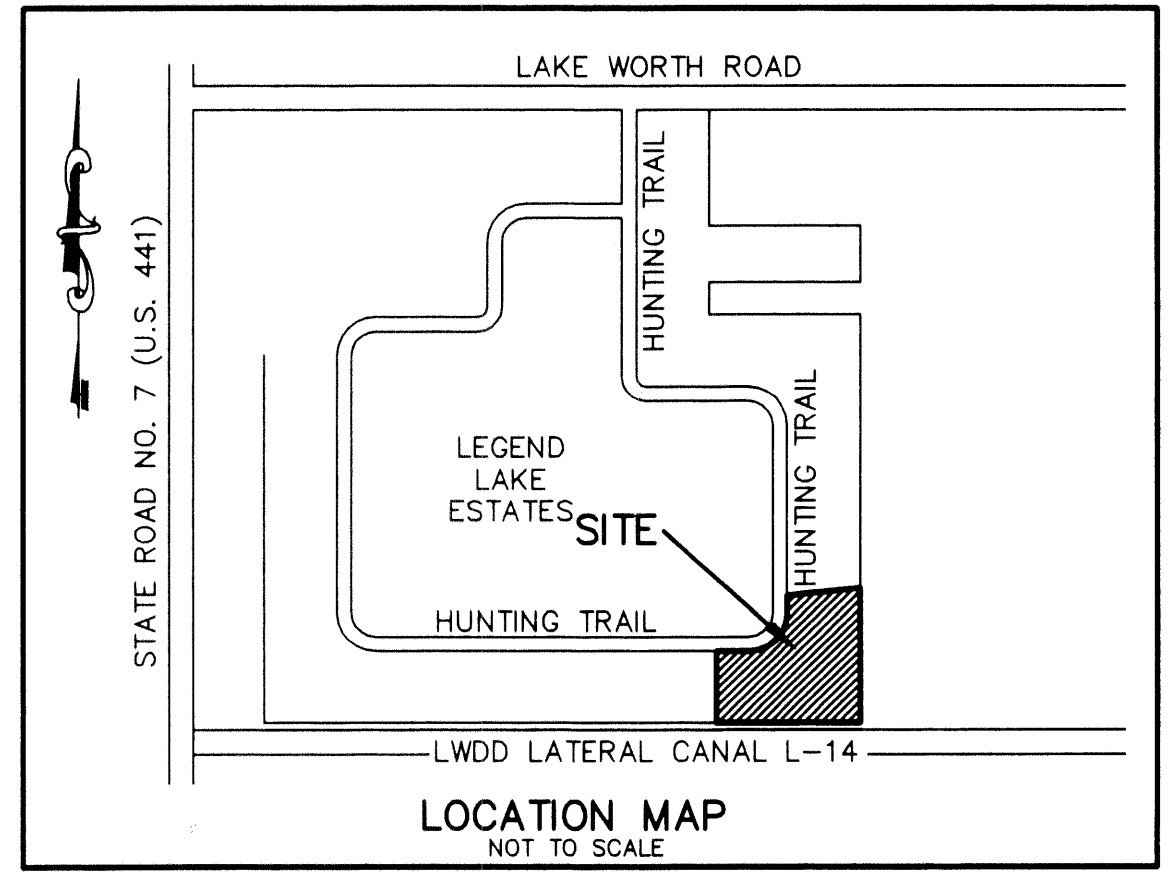 LAKE WORTH ROAD
HUNTING TRAIL
STATE ROAD NO. 7 (U.S. 441)
HUNTING TRAIL
LEGEND
LAKE
ESTATES
SITE
HUNTING TRAIL
LWDD LATERAL CANAL L-14
LOCATION MAP
NOT TO SCALE